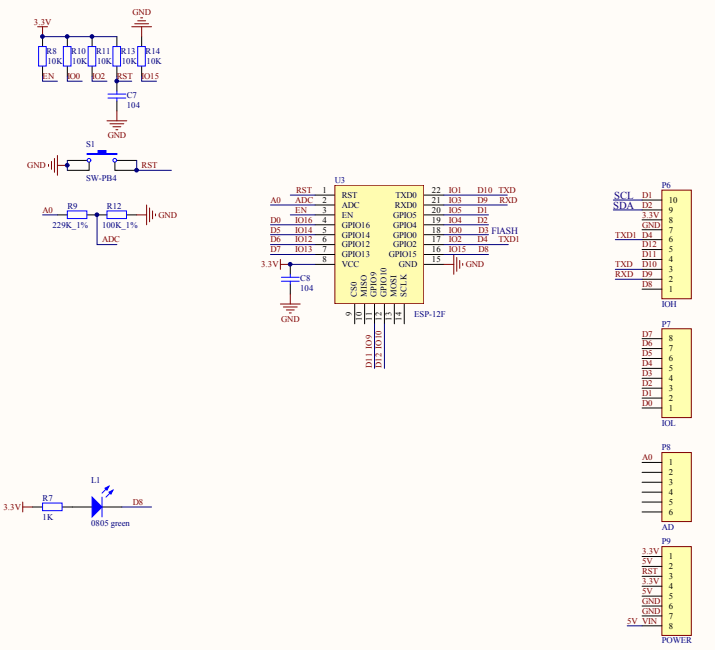 GND
3.3V
R8 R10 R11 R13 R14
10K 10K 10K 10K 10K
EN IO0 IO2 RST IO15
C7
104
GND
S1
GND RST
SW-PB4
A0 R9 R12 GND
229K_1% 100K_1%
ADC
U3
RST 1 RST TXD0 22 IO1 D10 TXD
A0 ADC 2 ADC RXD0 21 IO3 D9 RXD
EN 3 EN GPIO5 20 IO5 D1
D0 IO16 4 GPIO16 GPIO4 19 IO4 D2
D5 IO14 5 GPIO14 GPIO0 18 IO0 D3 FlASH
D6 IO12 6 GPIO12 GPIO2 17 IO2 D4 TXD1
D7 IO13 7 GPIO13 GPIO15 16 IO15 D8
3.3V 8 VCC GND 15 GND
C8
104
GND
CS0 MISO GPIO9 GPIO10 MOSI SCLK
9 10 11 12 13 14
ESP-12F
D11 IO9
D12 IO10
P6
SCL D1 10
SDA D2 9
3.3V 8
GND 7
TXD1 D4 6
D12 5
D11 4
TXD D10 3
RXD D9 2
D8 1
IOH
P7
D7 8
D6 7
D5 6
D4 5
D3 4
D2 3
D1 2
D0 1
IOL
P8
A0 1
2
3
4
5
6
AD
P9
3.3V 1
5V 2
RST 3
3.3V 4
5V 5
GND 6
GND 7
5V VIN 8
POWER
L1
3.3V R7 D8
1K 0805 green